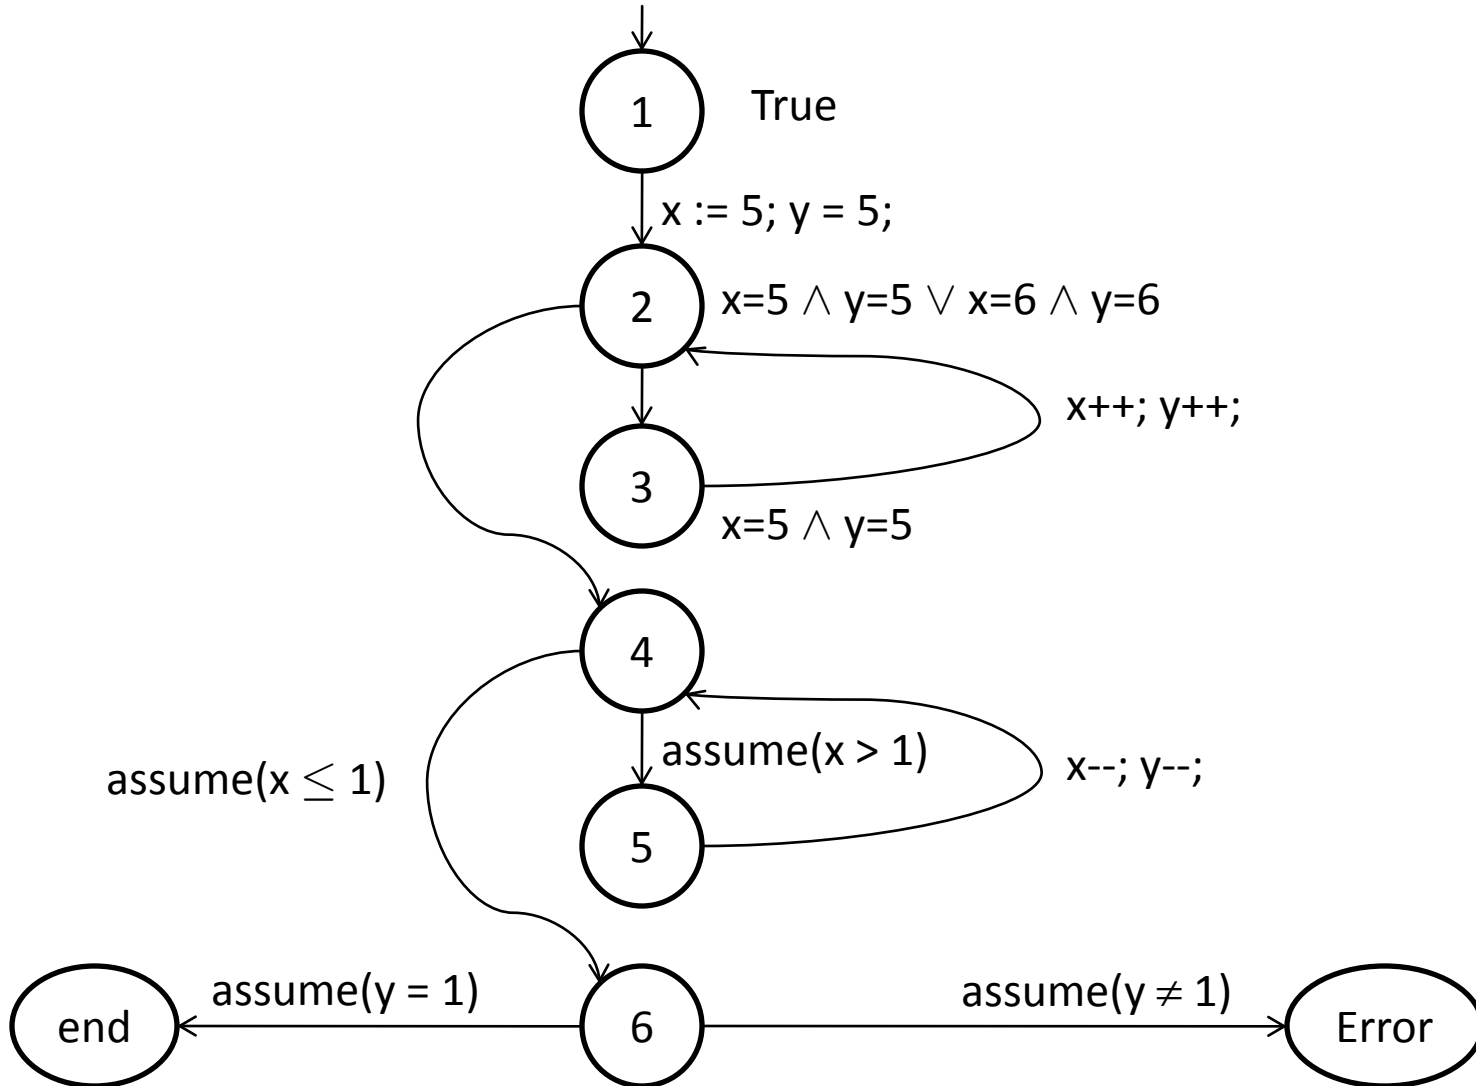 1 True
x := 5; y = 5;
2 x=5 ∧ y=5 ∨ x=6 ∧ y=6
x++; y++;
3
x=5 ∧ y=5
4
assume(x > 1)
assume(x ≤ 1)
x--; y--;
5
assume(y = 1)
assume(y ≠ 1)
end
6
Error